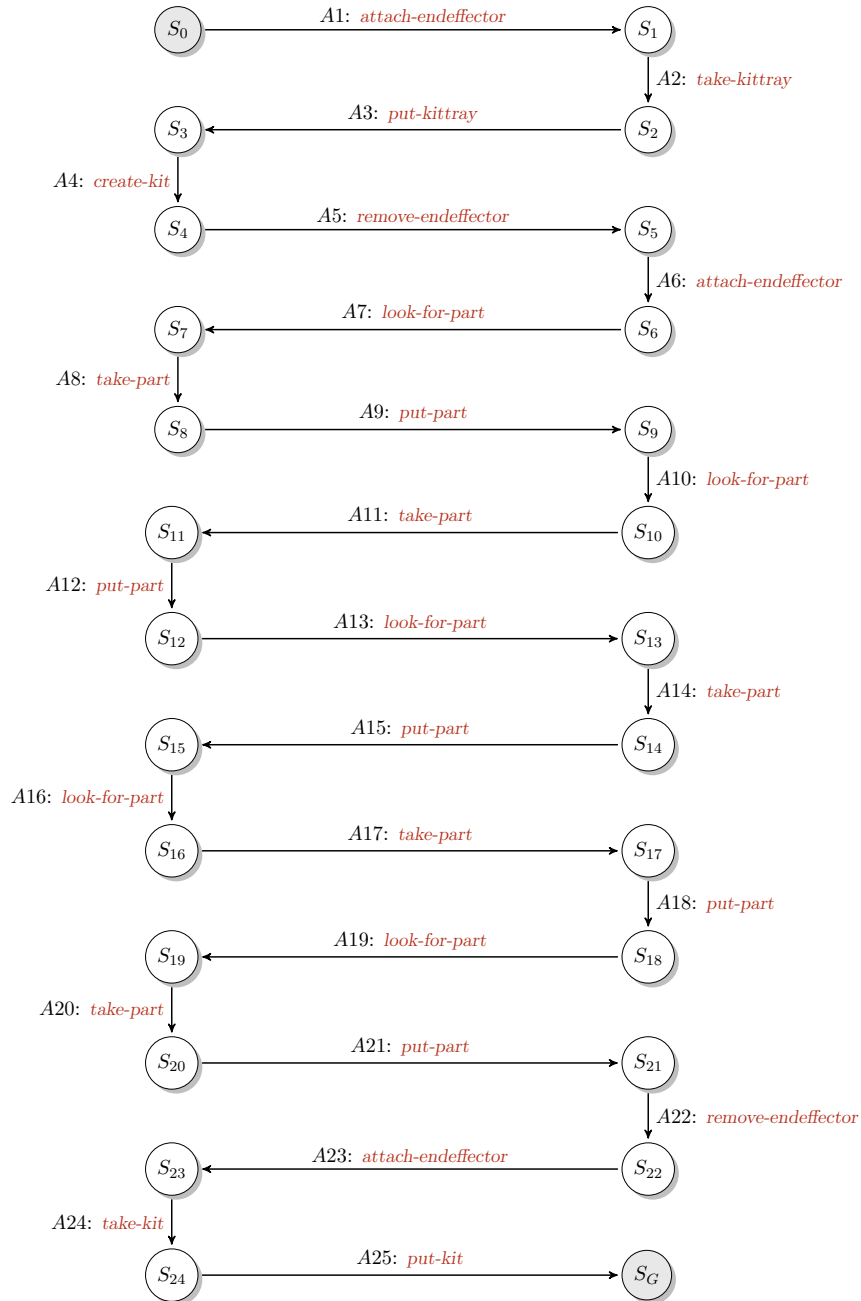 S0 A1: attach-endeffector S1
A2: take-kittray
S3 A3: put-kittray S2
A4: create-kit
S4 A5: remove-endeffector S5
A6: attach-endeffector
S7 A7: look-for-part S6
A8: take-part
S8 A9: put-part S9
A10: look-for-part
S11 A11: take-part S10
A12: put-part
S12 A13: look-for-part S13
A14: take-part
S15 A15: put-part S14
A16: look-for-part
S16 A17: take-part S17
A18: put-part
S19 A19: look-for-part S18
A20: take-part
S20 A21: put-part S21
A22: remove-endeffector
S23 A23: attach-endeffector S22
A24: take-kit
S24 A25: put-kit SG